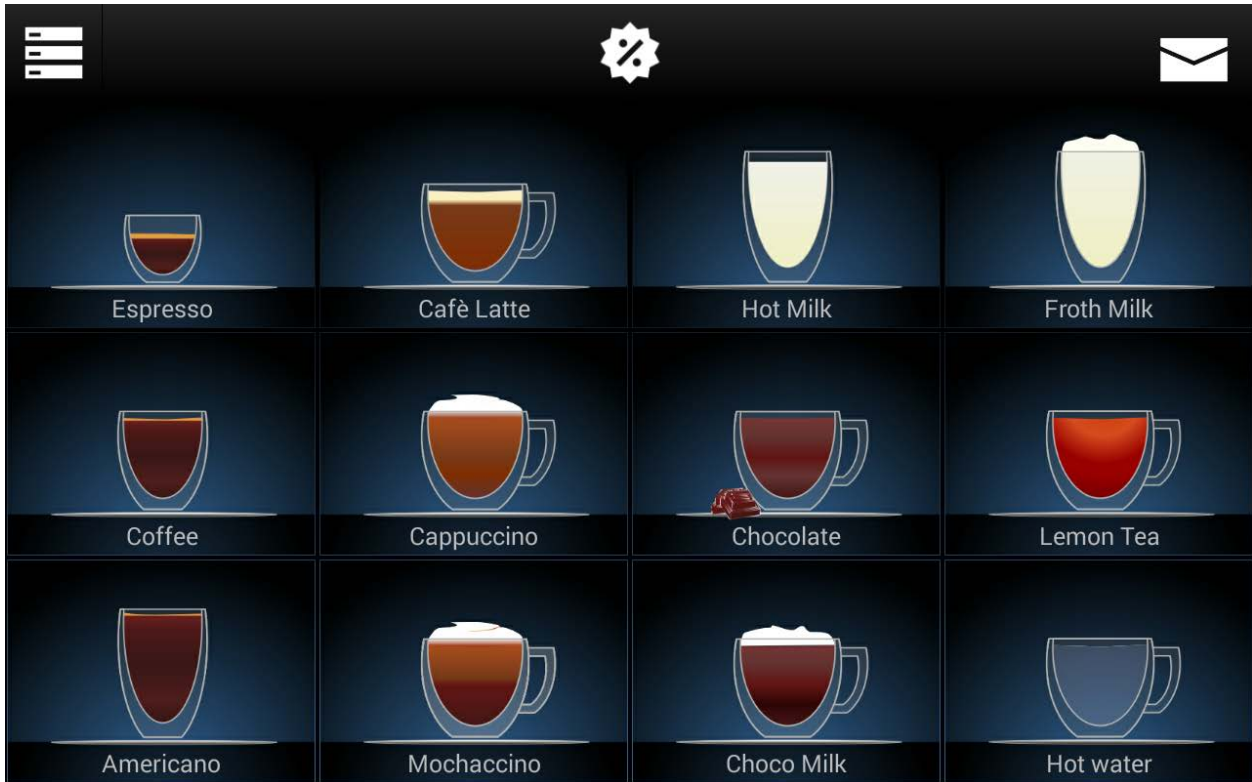 %
Espresso
Cafè Latte
Hot Milk
Froth Milk
Coffee
Cappuccino
Chocolate
Lemon Tea
Americano
Mochaccino
Choco Milk
Hot water